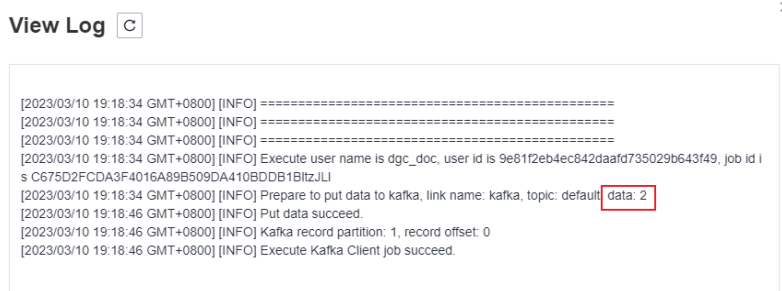 View Log
[2023/03/10 19:18:34 GMT+0800] [INFO] ===============================================
[2023/03/10 19:18:34 GMT+0800] [INFO] ===============================================
[2023/03/10 19:18:34 GMT+0800] [INFO] ===============================================
[2023/03/10 19:18:34 GMT+0800] [INFO] Execute user name is dgc_doc, user id is 9e81f2eb4ec842daafd735029b643f49, job id i
s C675D2FCDA3F4016A89B509DA410BDDB1BItzJLI
[2023/03/10 19:18:34 GMT+0800] [INFO] Prepare to put data to kafka, link name: kafka, topic: default, data: 2
[2023/03/10 19:18:46 GMT+0800] [INFO] Put data succeed.
[2023/03/10 19:18:46 GMT+0800] [INFO] Kafka record partition: 1, record offset: 0
[2023/03/10 19:18:46 GMT+0800] [INFO] Execute Kafka Client job succeed.